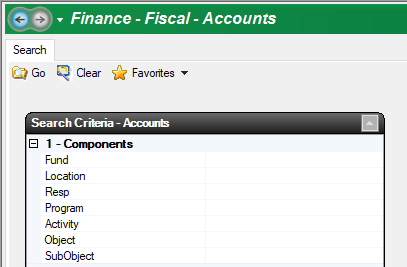 Finance - Fiscal - Accounts
Search
Go Clear Favorites
Search Criteria - Accounts
1 - Components
Fund
Location
Resp
Program
Activity
Object
SubObject